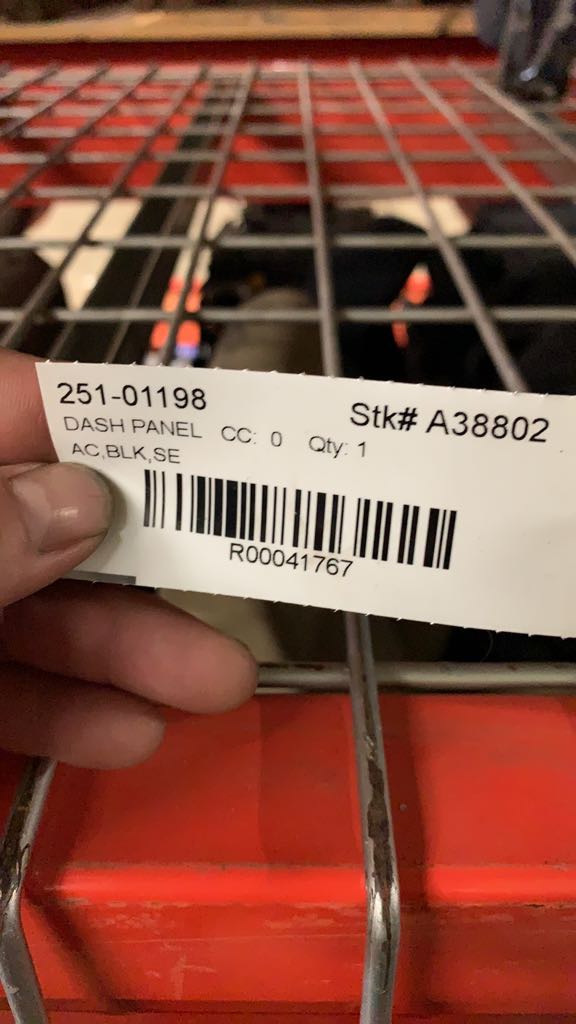 251-01198 Stk# A38802
DASH PANEL CC: 0 Qty: 1
AC,BLK,SE
R00041767